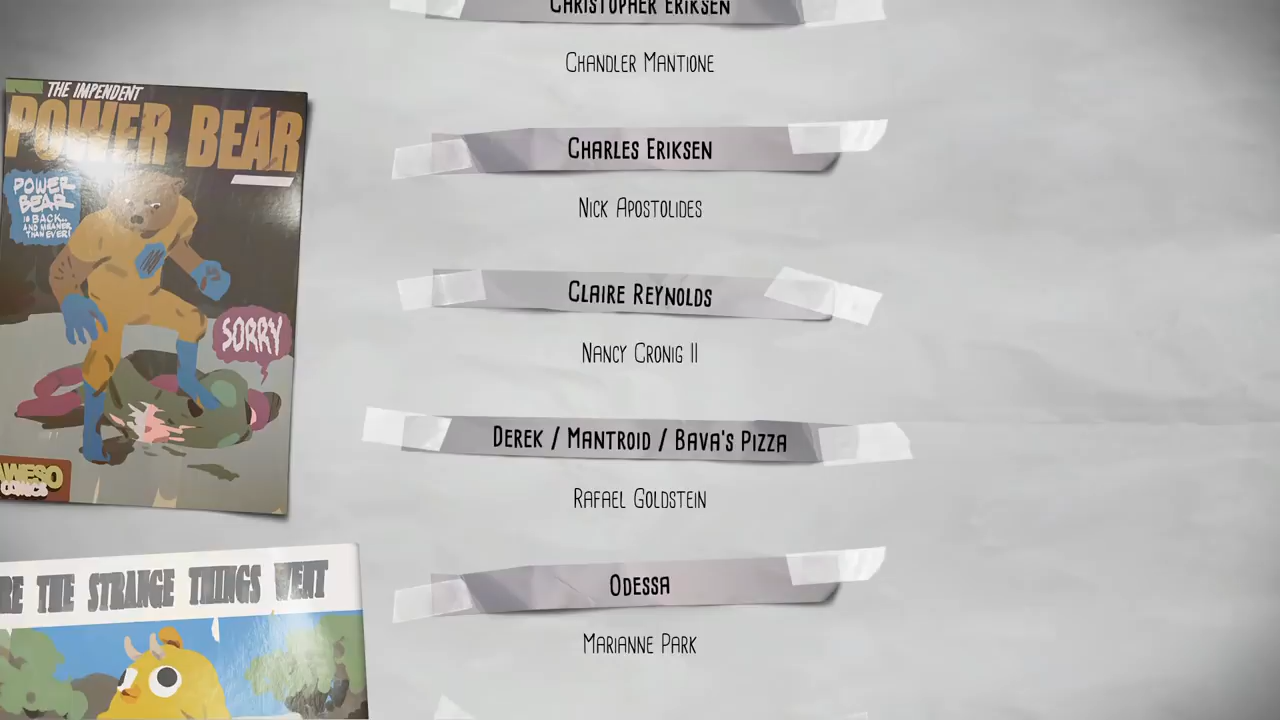 CHRISTOPHER ERIKSEN
CHANDLER MANTIONE
CHARLES ERIKSEN
NICK APOSTOLIDES
CLAIRE REYNOLDS
NANCY CRONIG II
DEREK / MANTROID / BAVA'S PIZZA
RAFAEL GOLDSTEIN
ODESSA
MARIANNE PARK
THE IMPENDENT
POWER BEAR
POWER
BEAR
IS BACK..
AND MEANER
THAN EVER!
SORRY
AWESO
COMICS
RE THE STRANGE THINGS WENT